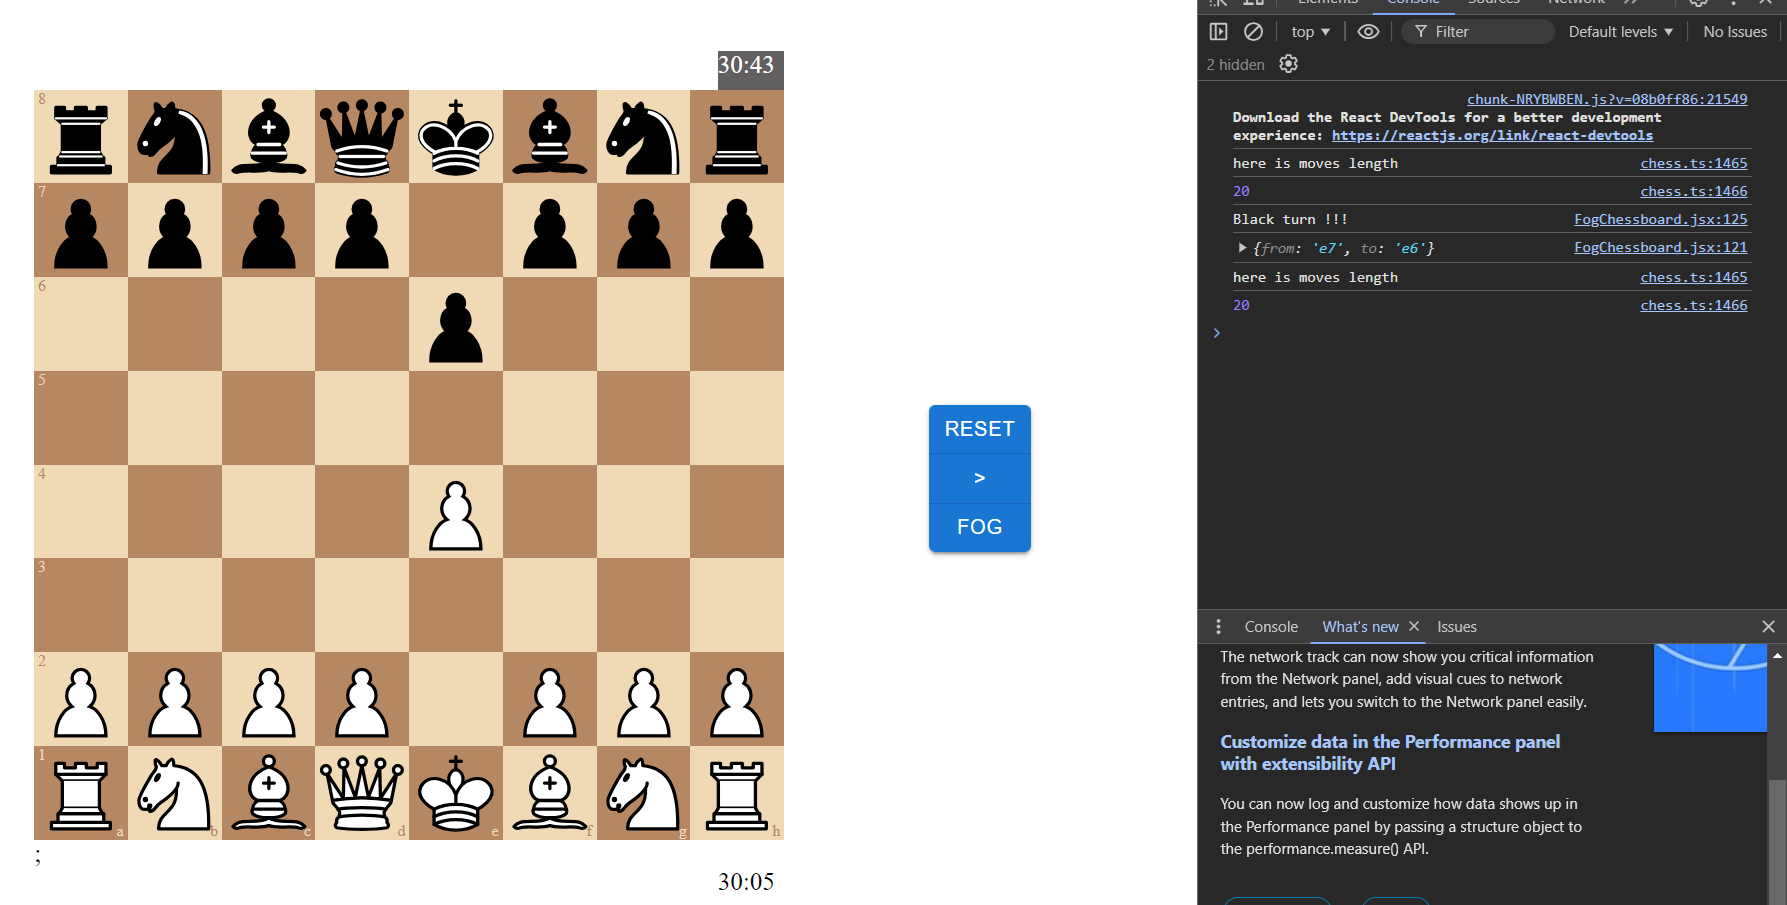 30:43
8
7
6
5
4
3
2
1
a b c d e f g h
;
30:05
RESET
>
FOG
Elements Console Sources Network »
top ▼ Filter Default levels ▼ No Issues
2 hidden
chunk-NRYBWBEN.js?v=08b0ff86:21549
Download the React DevTools for a better development
experience: https://reactjs.org/link/react-devtools
here is moves length chess.ts:1465
20 chess.ts:1466
Black turn !!! FogChessboard.jsx:125
▶ {from: 'e7', to: 'e6'} FogChessboard.jsx:121
here is moves length chess.ts:1465
20 chess.ts:1466
>
Console What's new × Issues
The network track can now show you critical information
from the Network panel, add visual cues to network
entries, and lets you switch to the Network panel easily.
Customize data in the Performance panel
with extensibility API
You can now log and customize how data shows up in
the Performance panel by passing a structure object to
the performance.measure() API.